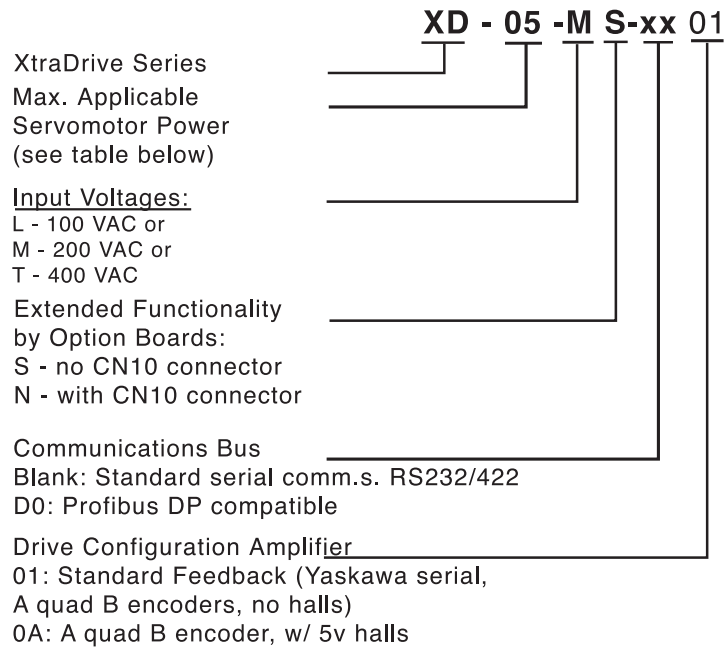 XD - 05 -M S-xx 01
XtraDrive Series
Max. Applicable
Servomotor Power
(see table below)
Input Voltages:
L - 100 VAC or
M - 200 VAC or
T - 400 VAC
Extended Functionality
by Option Boards:
S - no CN10 connector
N - with CN10 connector
Communications Bus
Blank: Standard serial comm.s. RS232/422
D0: Profibus DP compatible
Drive Configuration Amplifier
01: Standard Feedback (Yaskawa serial,
A quad B encoders, no halls)
0A: A quad B encoder, w/ 5v halls